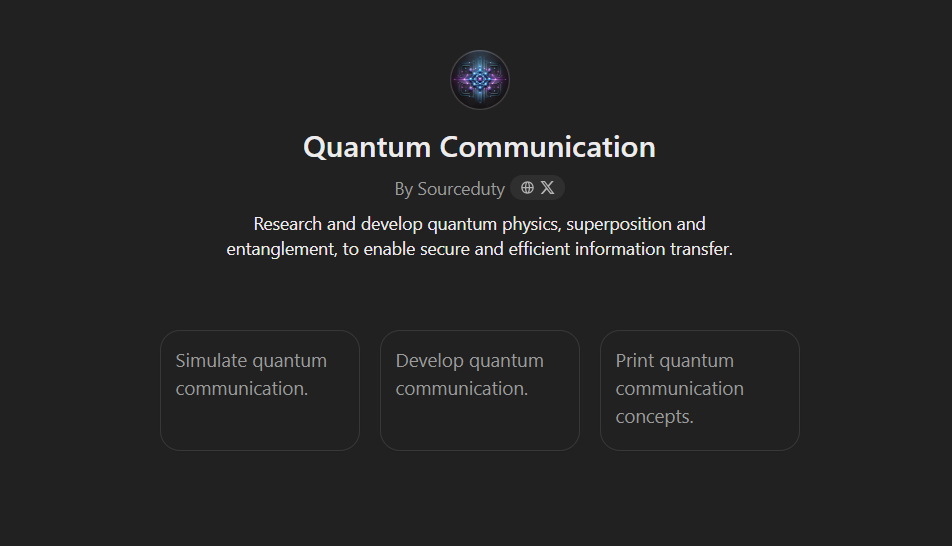 Quantum Communication
By Sourceduty
Research and develop quantum physics, superposition and
entanglement, to enable secure and efficient information transfer.
Simulate quantum
communication.
Develop quantum
communication.
Print quantum
communication
concepts.